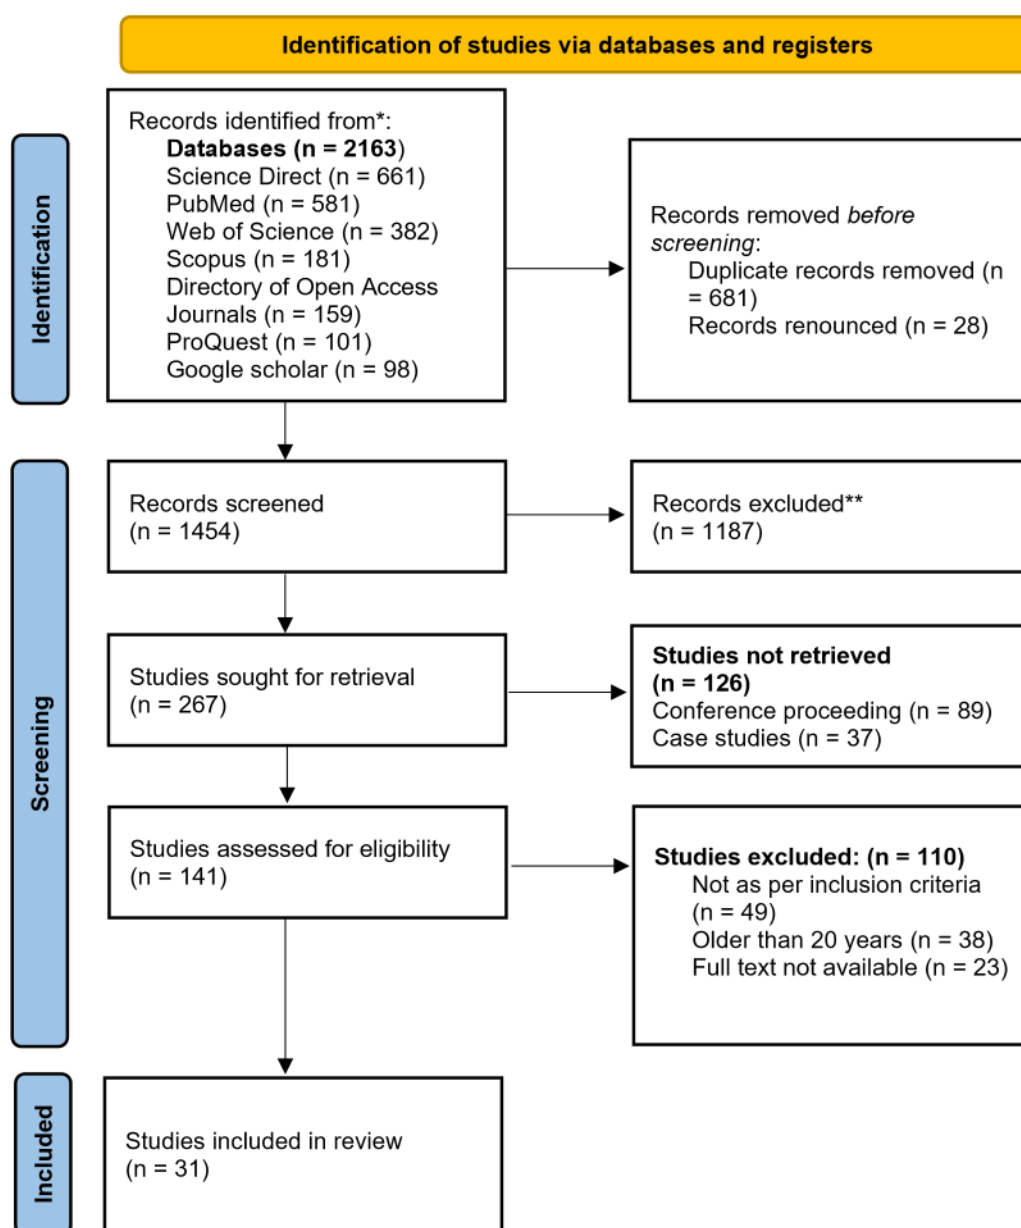 Identification of studies via databases and registers
Identification
Records identified from*:
Databases (n = 2163)
Science Direct (n = 661)
PubMed (n = 581)
Web of Science (n = 382)
Scopus (n = 181)
Directory of Open Access
Journals (n = 159)
ProQuest (n = 101)
Google scholar (n = 98)
Records removed before
screening:
Duplicate records removed (n
= 681)
Records renounced (n = 28)
Screening
Records screened
(n = 1454)
Records excluded**
(n = 1187)
Studies sought for retrieval
(n = 267)
Studies not retrieved
(n = 126)
Conference proceeding (n = 89)
Case studies (n = 37)
Studies assessed for eligibility
(n = 141)
Studies excluded: (n = 110)
Not as per inclusion criteria
(n = 49)
Older than 20 years (n = 38)
Full text not available (n = 23)
Included
Studies included in review
(n = 31)